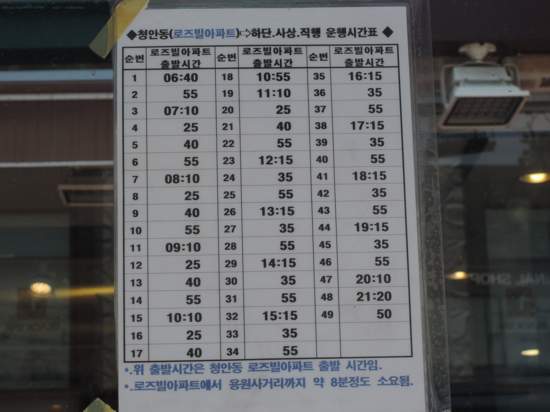 ◆청안동(로즈빌아파트)⇔하단.사상.직행 운행시간표◆
순번 로즈빌아파트 출발시간 순번 로즈빌아파트 출발시간 순번 로즈빌아파트 출발시간
1 06:40 18 10:55 35 16:15
2 55 19 11:10 36 35
3 07:10 20 25 37 55
4 25 21 40 38 17:15
5 40 22 55 39 35
6 55 23 12:15 40 55
7 08:10 24 35 41 18:15
8 25 25 55 42 35
9 40 26 13:15 43 55
10 55 27 35 44 19:15
11 09:10 28 55 45 35
12 25 29 14:15 46 55
13 40 30 35 47 20:10
14 55 31 55 48 21:20
15 10:10 32 15:15 49 50
16 25 33 35
17 40 34 55
*.위 출발시간은 청안동 로즈빌아파트 출발 시간임.
*.로즈빌아파트에서 용원사거리까지 약 8분정도 소요됨.